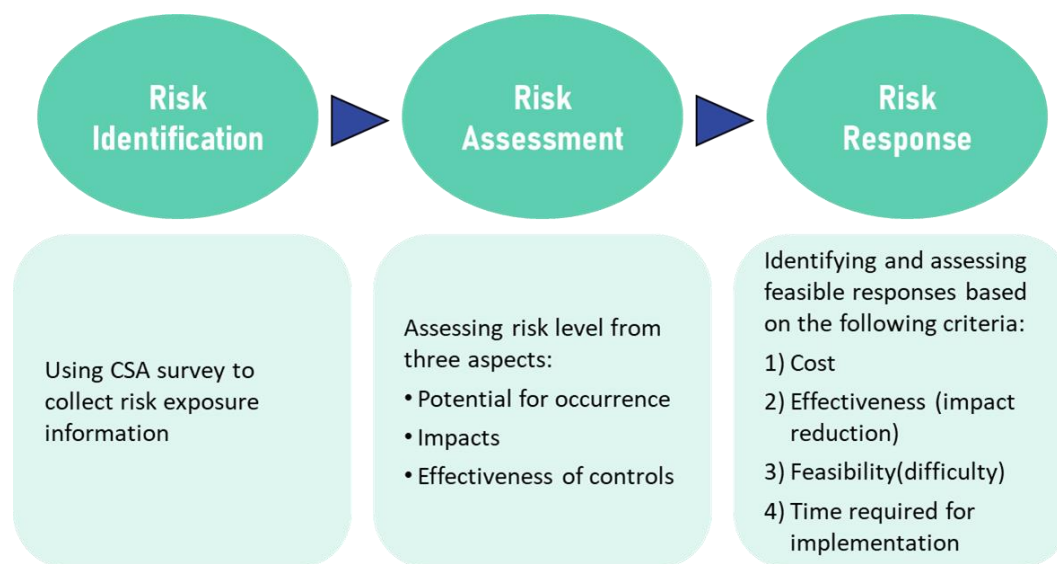 Risk
Identification
Risk
Assessment
Risk
Response
Using CSA survey to
collect risk exposure
information
Assessing risk level from
three aspects:
• Potential for occurrence
• Impacts
• Effectiveness of controls
Identifying and assessing
feasible responses based
on the following criteria:
1) Cost
2) Effectiveness (impact
reduction)
3) Feasibility(difficulty)
4) Time required for
implementation